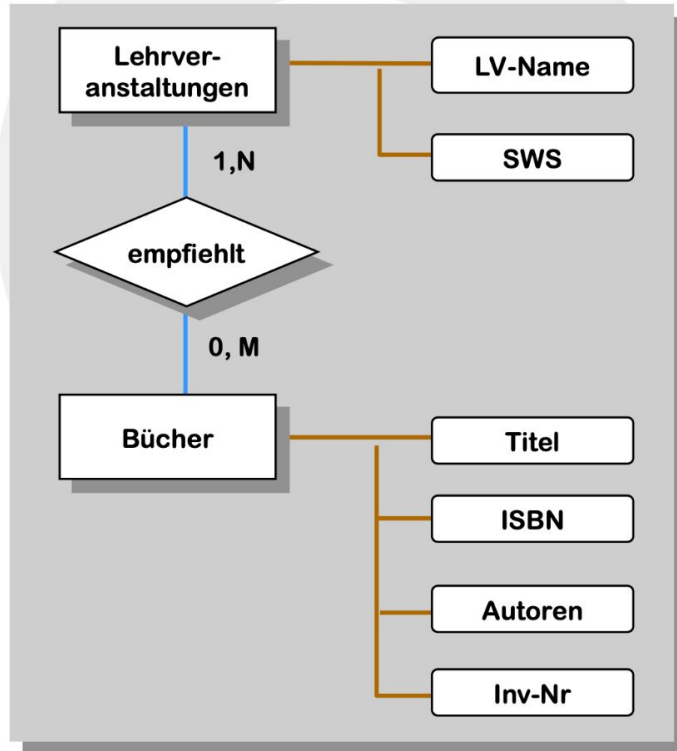 Lehrver-
anstaltungen
LV-Name
SWS
1,N
empfiehlt
0, M
Bücher
Titel
ISBN
Autoren
Inv-Nr